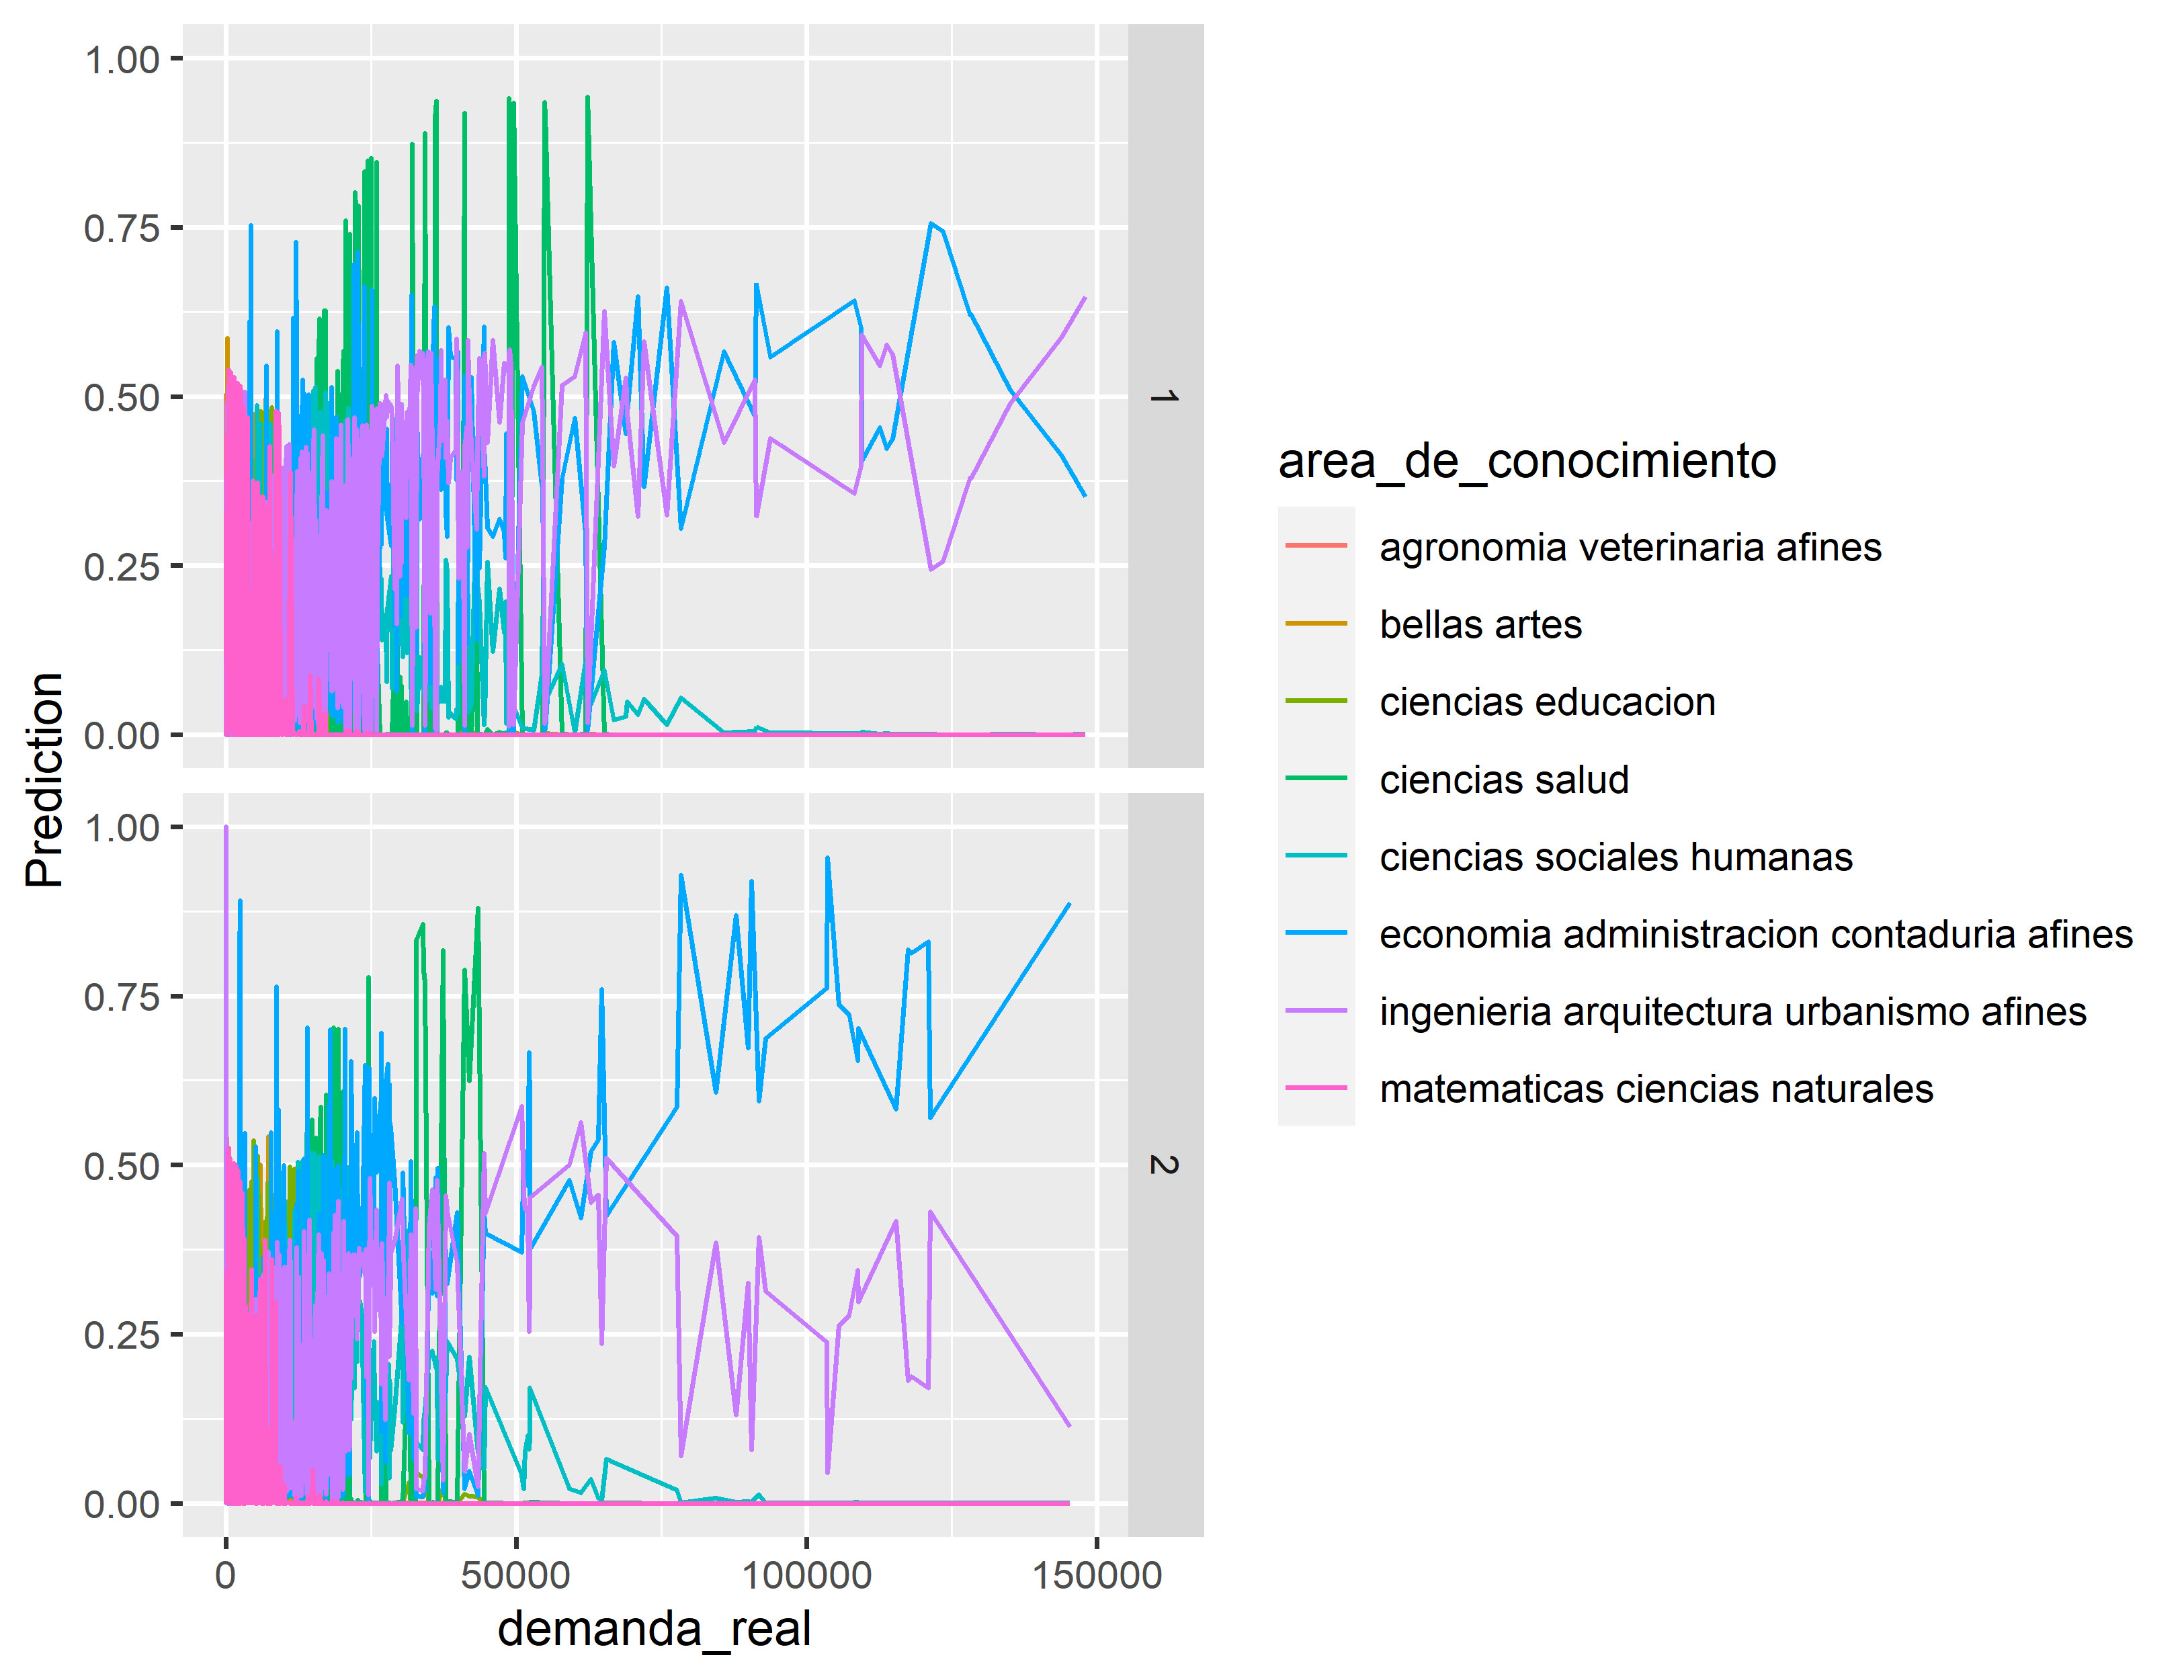 1.00
0.75
0.50
0.25
0.00
1
1.00
0.75
0.50
0.25
0.00
2
Prediction
0
50000
100000
150000
demanda_real
area_de_conocimiento
agronomia veterinaria afines
bellas artes
ciencias educacion
ciencias salud
ciencias sociales humanas
economia administracion contaduria afines
ingenieria arquitectura urbanismo afines
matematicas ciencias naturales